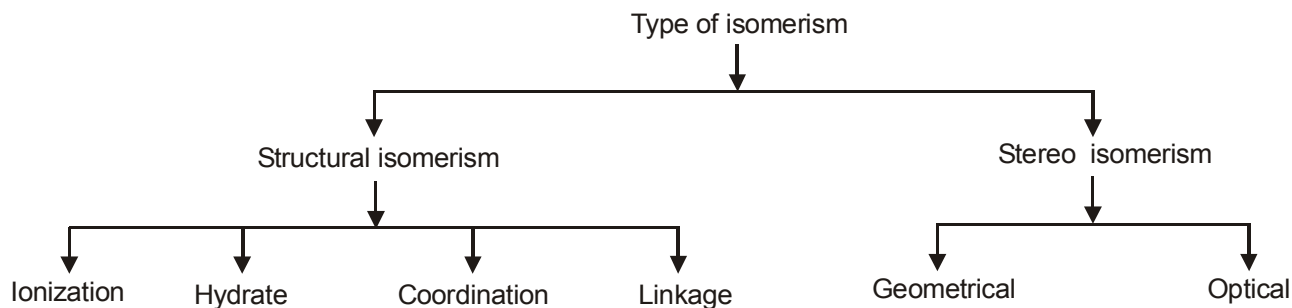 Type of isomerism
Structural isomerism
Stereo isomerism
Ionization
Hydrate
Coordination
Linkage
Geometrical
Optical